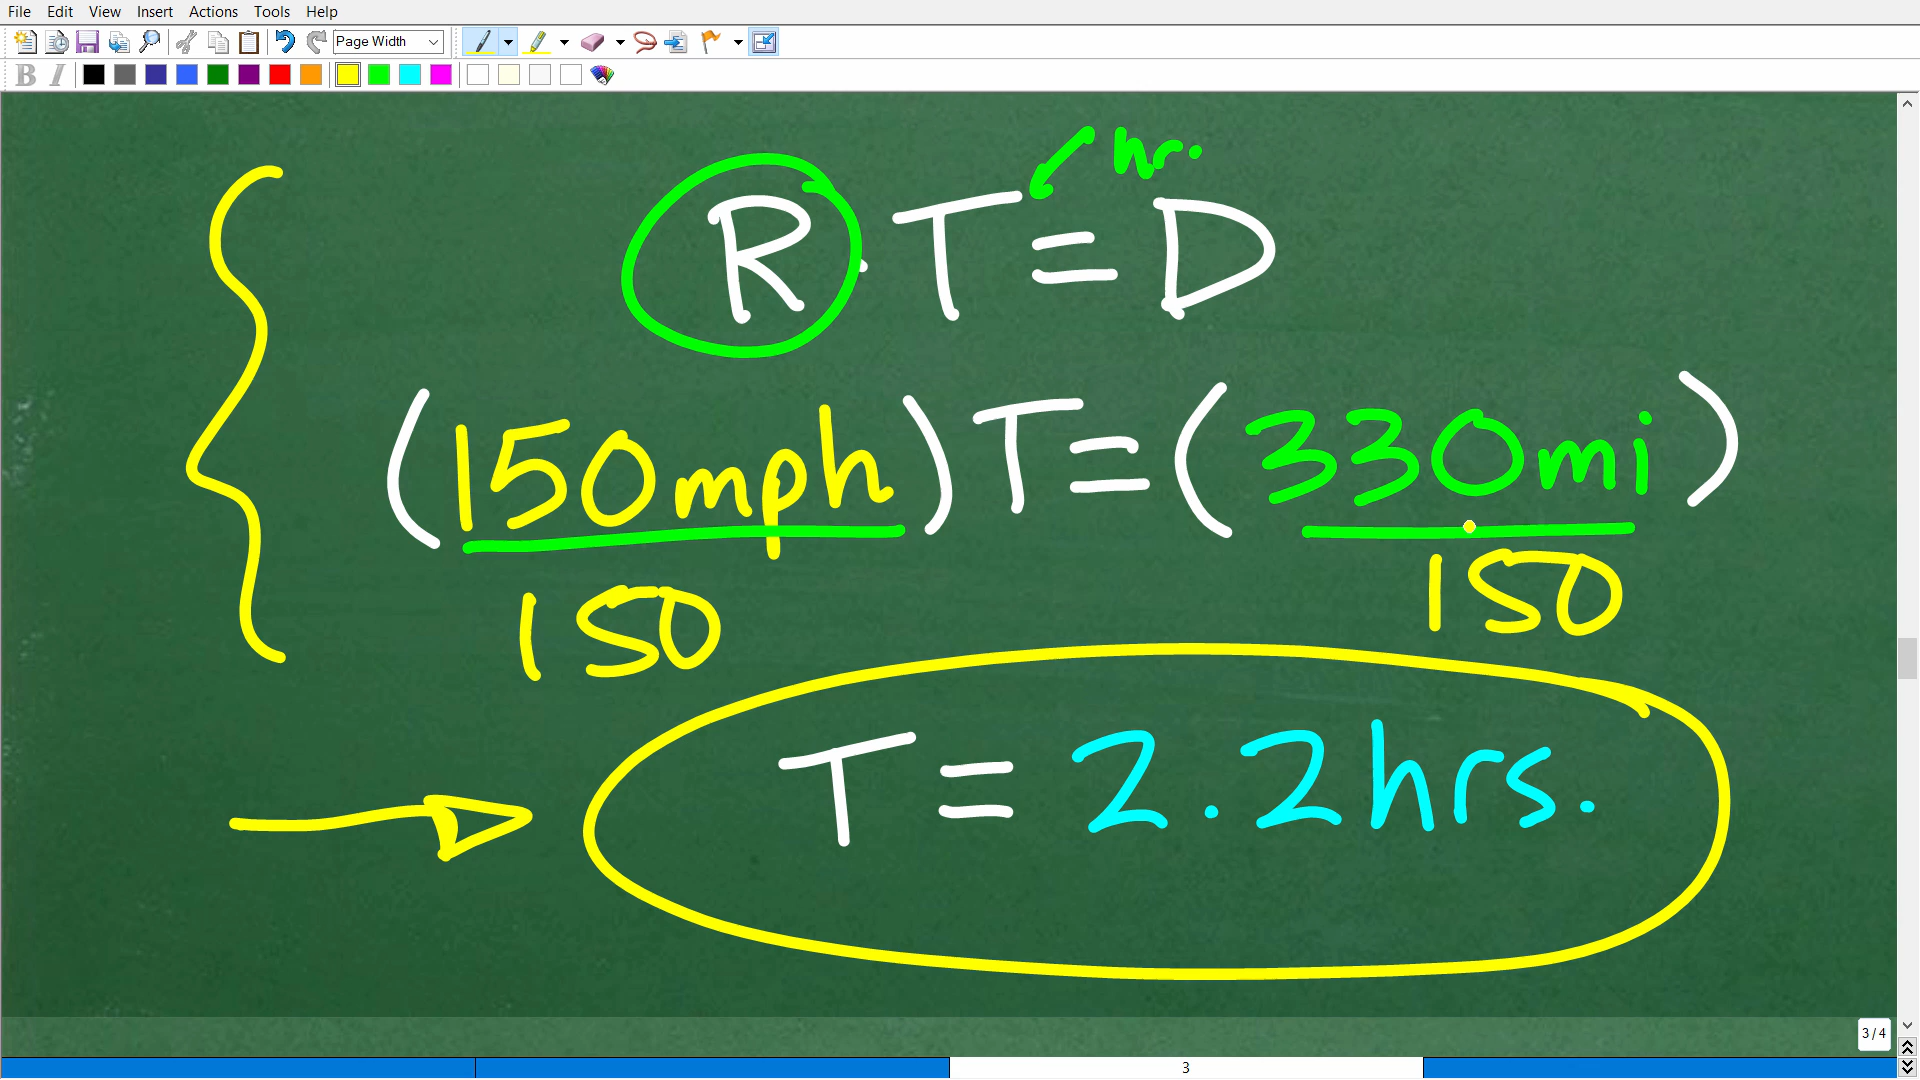 File Edit View Insert Actions Tools Help
Page Width
B I
hr.
R · T = D
(150mph) T = (330mi)
150 150
T = 2.2hrs.
3 / 4
3